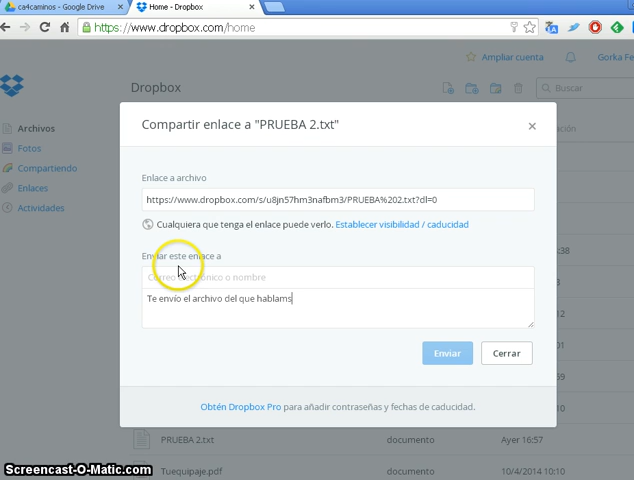 ca4caminos - Google Drive
Home - Dropbox
https://www.dropbox.com/home
Ampliar cuenta
Gorka Fe
Dropbox
Buscar
Compartir enlace a "PRUEBA 2.txt"
Archivos
ación
Fotos
Compartiendo
Enlaces
Actividades
Enlace a archivo
https://www.dropbox.com/s/u8jn57hm3nafbm3/PRUEBA%202.txt?dl=0
Cualquiera que tenga el enlace puede verlo. Establecer visibilidad / caducidad
Enviar este enlace a
:38
Correo electrónico o nombre
Te envío el archivo del que hablams
Enviar
Cerrar
Obtén Dropbox Pro para añadir contraseñas y fechas de caducidad.
PRUEBA 2.txt documento Ayer 16:57
Tuequipaje.pdf documento 10/4/2014 10:10
Screencast-O-Matic.com